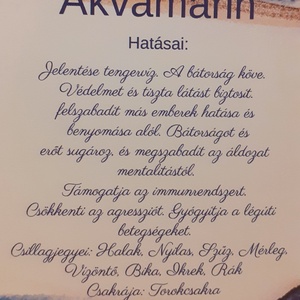 Akvamarin
Hatásai:
Jelentése tengervíz. A bátorság köve.
Védelmet és tiszta látást biztosít.
felszabadít más emberek hatása és
benyomása alól. Bátorságot és
erőt sugároz, és megszabadít az áldozat
mentalitástól.
Támogatja az immunrendszert.
Csökkenti az agressziót. Gyógyítja a légúti
betegségeket.
Csillagjegyei: Halak, Nyilas, Szűz, Mérleg,
Vízöntő, Bika, Ikrek, Rák
Csakrája: Torokcsakra